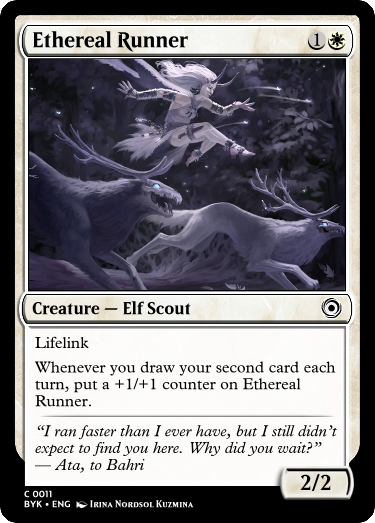 Ethereal Runner 1
Creature — Elf Scout
Lifelink
Whenever you draw your second card each
turn, put a +1/+1 counter on Ethereal
Runner.
“I ran faster than I ever have, but I still didn’t
expect to find you here. Why did you wait?”
— Ata, to Bahri
2/2
C 0011
BYK • ENG Irina Nordsol Kuzmina